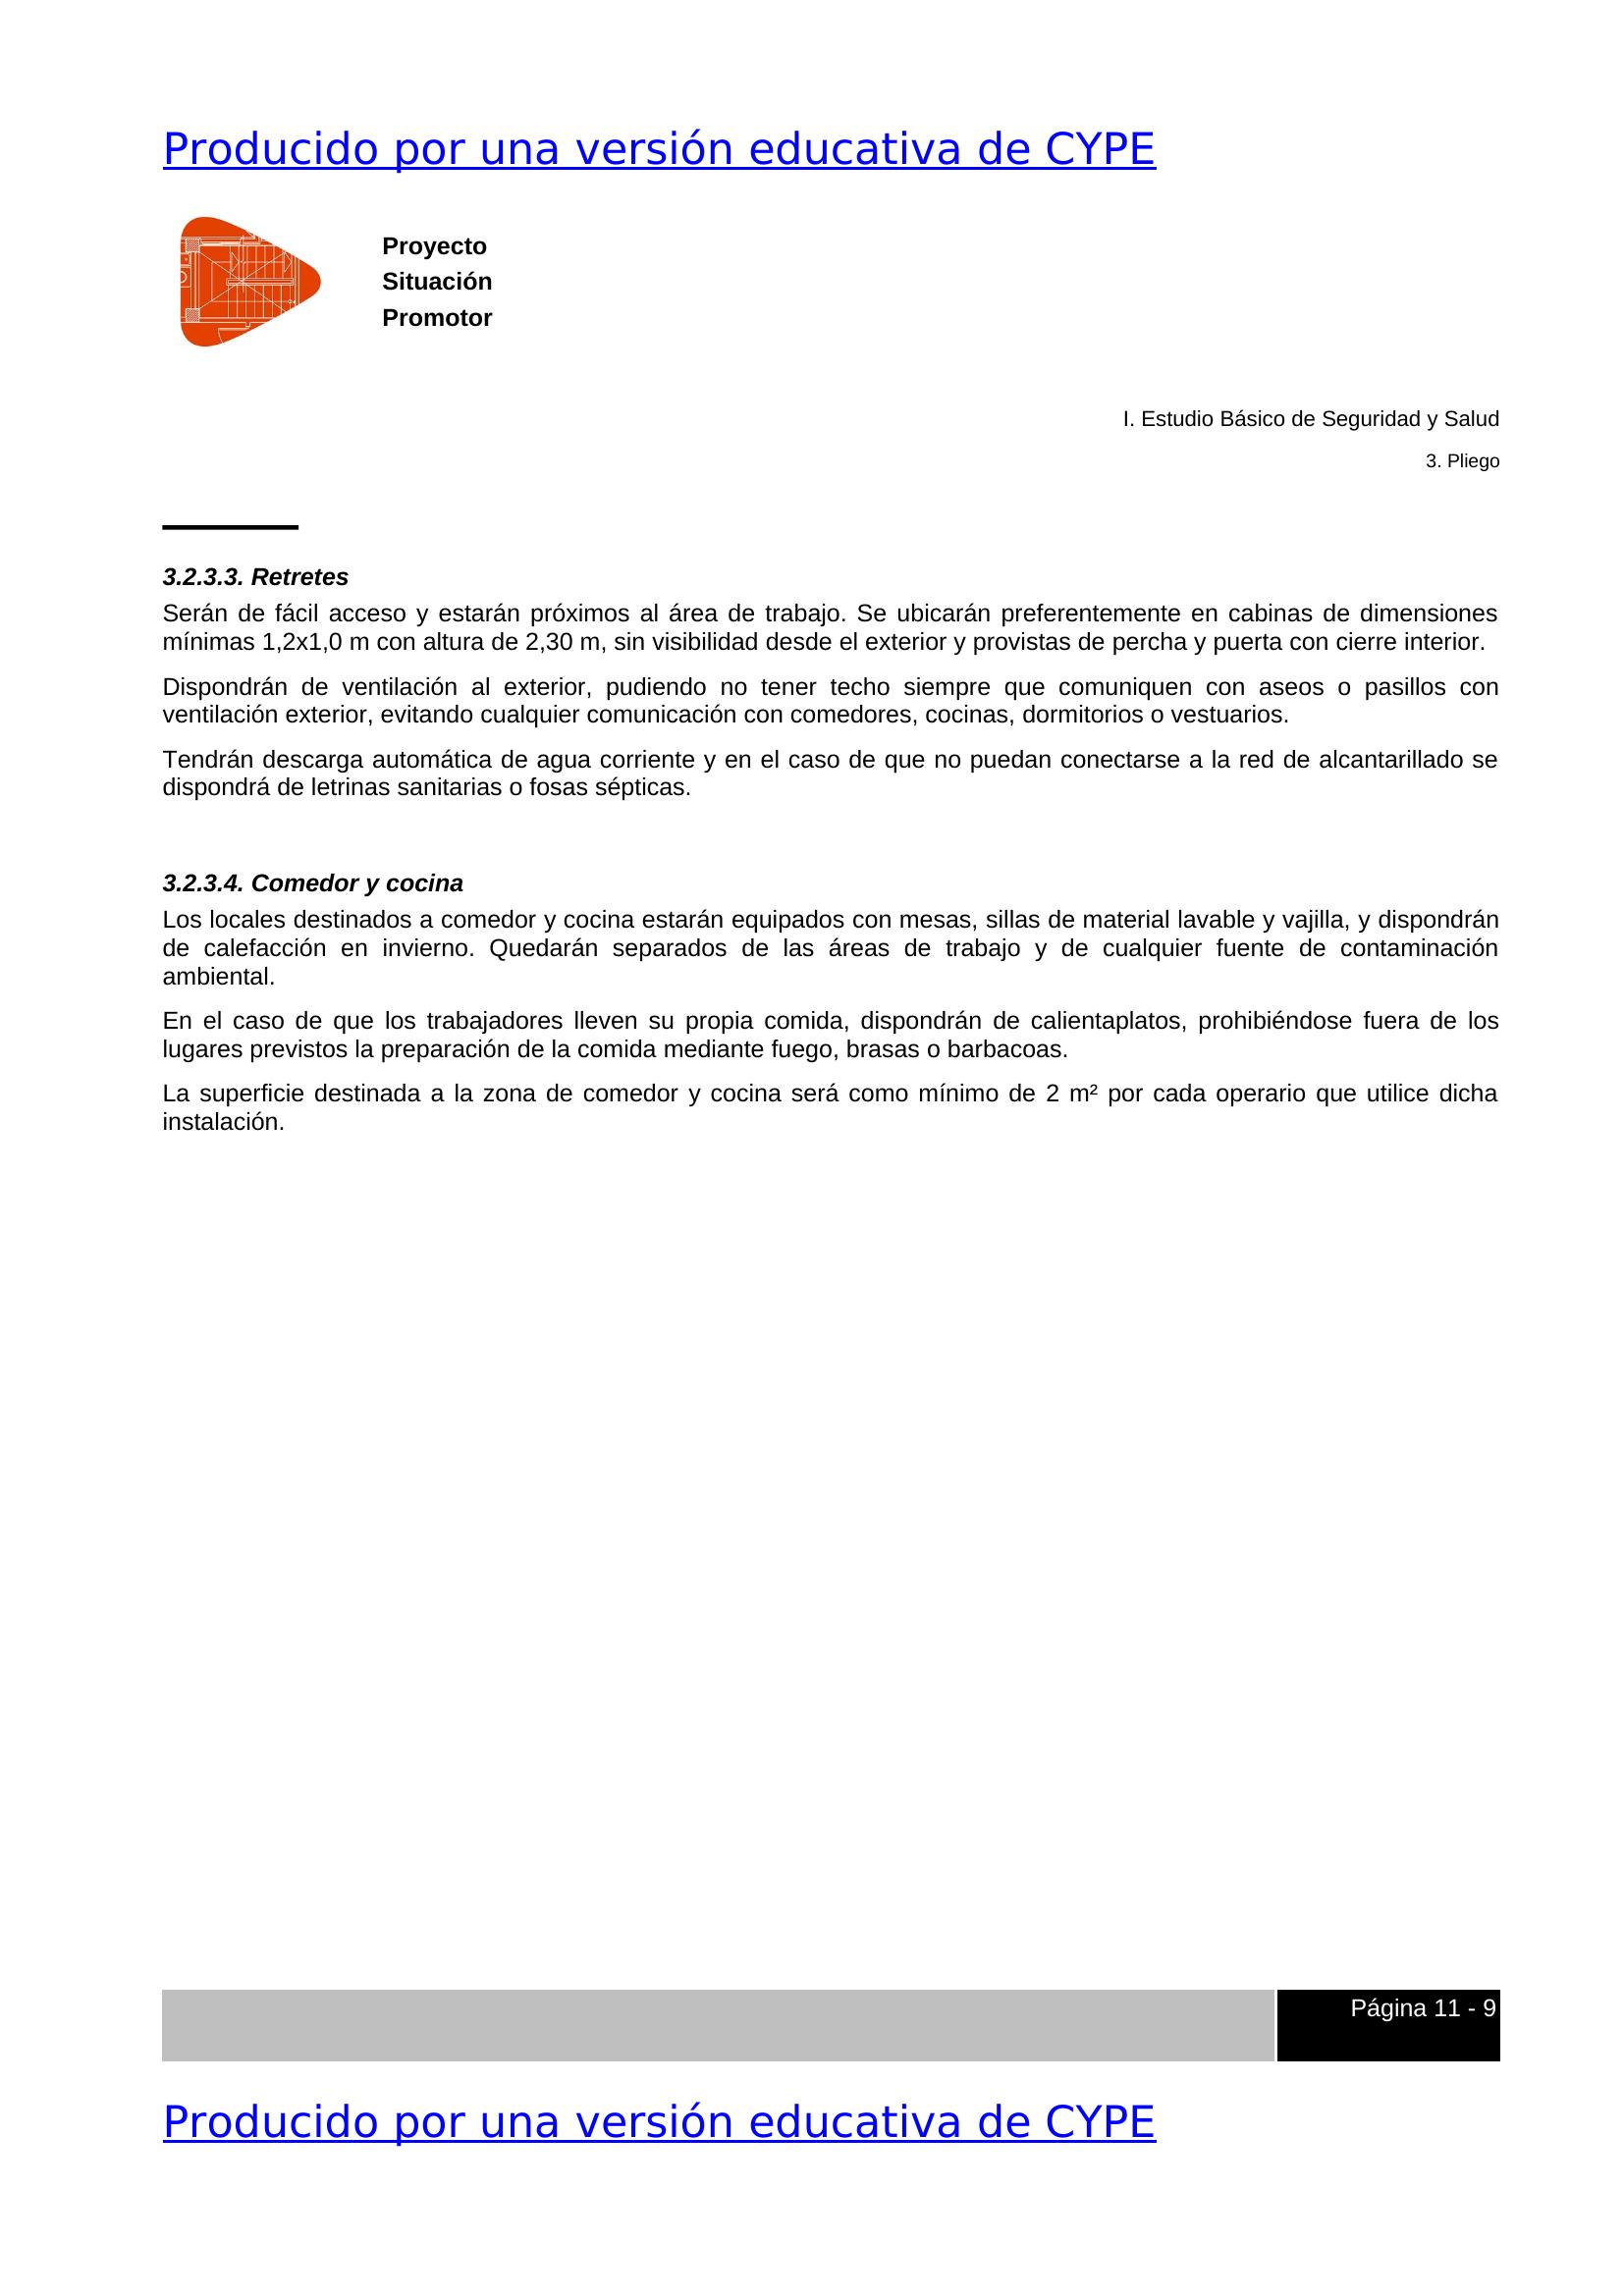 Producido por una versión educativa de CYPE
Proyecto
Situación
Promotor
I. Estudio Básico de Seguridad y Salud
3. Pliego
3.2.3.3. Retretes
Serán de fácil acceso y estarán próximos al área de trabajo. Se ubicarán preferentemente en cabinas de dimensiones
mínimas 1,2x1,0 m con altura de 2,30 m, sin visibilidad desde el exterior y provistas de percha y puerta con cierre interior.
Dispondrán de ventilación al exterior, pudiendo no tener techo siempre que comuniquen con aseos o pasillos con
ventilación exterior, evitando cualquier comunicación con comedores, cocinas, dormitorios o vestuarios.
Tendrán descarga automática de agua corriente y en el caso de que no puedan conectarse a la red de alcantarillado se
dispondrá de letrinas sanitarias o fosas sépticas.
3.2.3.4. Comedor y cocina
Los locales destinados a comedor y cocina estarán equipados con mesas, sillas de material lavable y vajilla, y dispondrán
de calefacción en invierno. Quedarán separados de las áreas de trabajo y de cualquier fuente de contaminación
ambiental.
En el caso de que los trabajadores lleven su propia comida, dispondrán de calientaplatos, prohibiéndose fuera de los
lugares previstos la preparación de la comida mediante fuego, brasas o barbacoas.
La superficie destinada a la zona de comedor y cocina será como mínimo de 2 m² por cada operario que utilice dicha
instalación.
Página 11 - 9
Producido por una versión educativa de CYPE